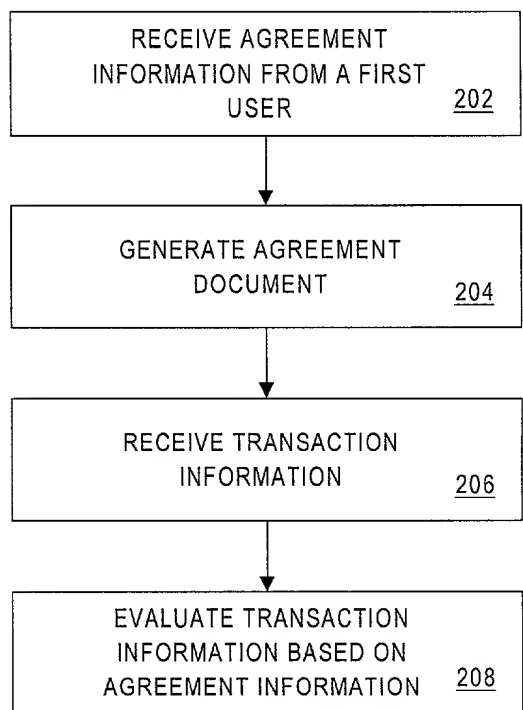 RECEIVE AGREEMENT
INFORMATION FROM A FIRST
USER
202
GENERATE AGREEMENT
DOCUMENT
204
RECEIVE TRANSACTION
INFORMATION
206
EVALUATE TRANSACTION
INFORMATION BASED ON
AGREEMENT INFORMATION
208